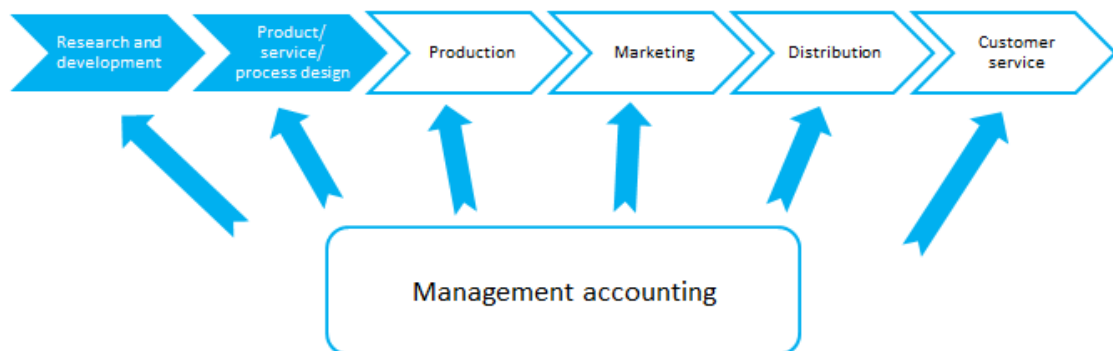 Research and
development
Product/
service/
process design
Production
Marketing
Distribution
Customer
service
Management accounting